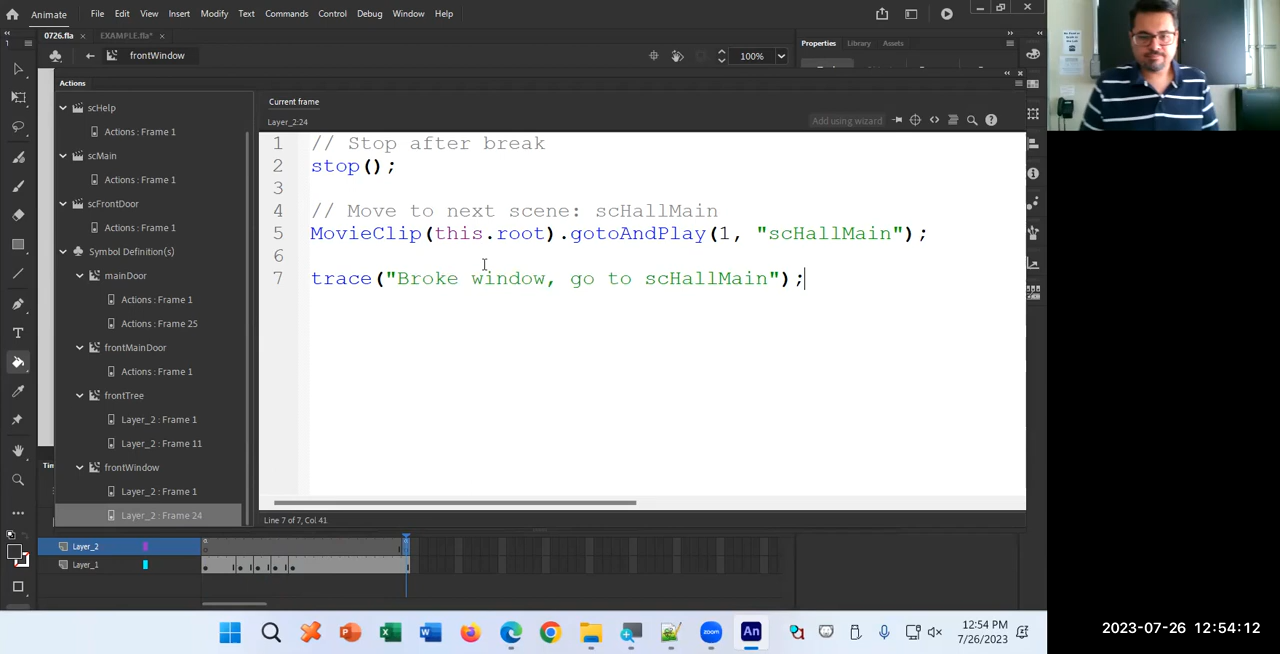 Animate File Edit View Insert Modify Text Commands Control Debug Window Help
0726.fla × EXAMPLE.fla* ×
frontWindow 100% Properties Library Assets
Actions
scHelp
Actions : Frame 1
scMain
Actions : Frame 1
scFrontDoor
Actions : Frame 1
Symbol Definition(s)
mainDoor
Actions : Frame 1
Actions : Frame 25
frontMainDoor
Actions : Frame 1
frontTree
Layer_2 : Frame 1
Layer_2 : Frame 11
frontWindow
Layer_2 : Frame 1
Layer_2 : Frame 24
Current frame
Layer_2:24
Add using wizard
1 // Stop after break
2 stop();
3
4 // Move to next scene: scHallMain
5 MovieClip(this.root).gotoAndPlay(1, "scHallMain");
6
7 trace("Broke window, go to scHallMain");
Line 7 of 7, Col 41
Layer_2
Layer_1
zoom
An
12:54 PM
7/26/2023
2023-07-26 12:54:12